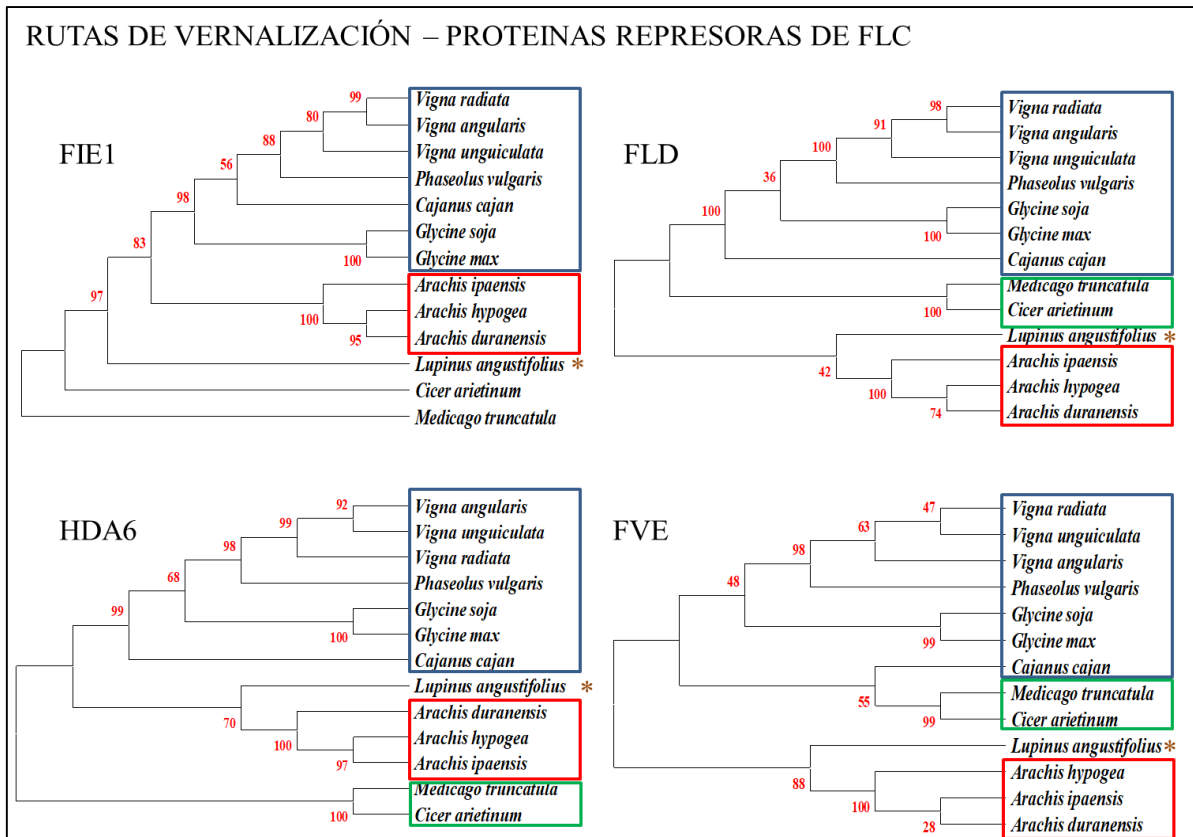 RUTAS DE VERNALIZACIÓN – PROTEINAS REPRESORAS DE FLC
FIE1
99
80
88
56
98
83
97
100
100
95
Vigna radiata
Vigna angularis
Vigna unguiculata
Phaseolus vulgaris
Cajanus cajan
Glycine soja
Glycine max
Arachis ipaensis
Arachis hypogea
Arachis duranensis
Lupinus angustifolius *
Cicer arietinum
Medicago truncatula
FLD
98
91
100
36
100
100
100
42
100
74
Vigna radiata
Vigna angularis
Vigna unguiculata
Phaseolus vulgaris
Glycine soja
Glycine max
Cajanus cajan
Medicago truncatula
Cicer arietinum
Lupinus angustifolius *
Arachis ipaensis
Arachis hypogea
Arachis duranensis
HDA6
92
99
98
68
99
100
70
100
97
100
Vigna angularis
Vigna unguiculata
Vigna radiata
Phaseolus vulgaris
Glycine soja
Glycine max
Cajanus cajan
Lupinus angustifolius *
Arachis duranensis
Arachis hypogea
Arachis ipaensis
Medicago truncatula
Cicer arietinum
FVE
47
63
98
48
99
55
99
88
100
28
Vigna radiata
Vigna unguiculata
Vigna angularis
Phaseolus vulgaris
Glycine soja
Glycine max
Cajanus cajan
Medicago truncatula
Cicer arietinum
Lupinus angustifolius *
Arachis hypogea
Arachis ipaensis
Arachis duranensis